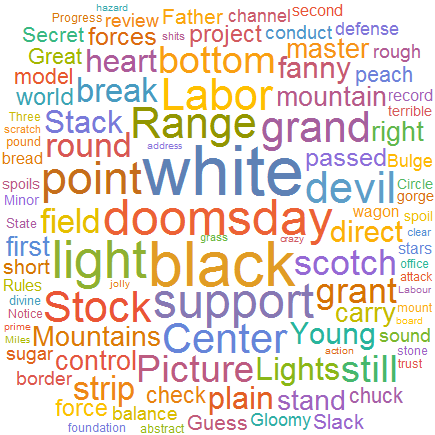 hazard
Progress shits review Father channel second
Secret forces project conduct defense
Great heart bottom master rough
model break Labor fanny peach
world mountain record
Three scratch Stack Range grand right terrible
pound address
bread round white passed Bulge
spoils point devil Circle
Minor gorge
State field doomsday direct wagon spoil
first light grass crazy clear
short black scotch stars
Rules jolly office
divine Stock support grant attack
Notice carry Labour
prime Mountains Center Young mount
Miles action sound board
sugar control Picture Lights still stone
border strip trust
force check plain stand chuck
balance Guess Gloomy Slack
foundation abstract